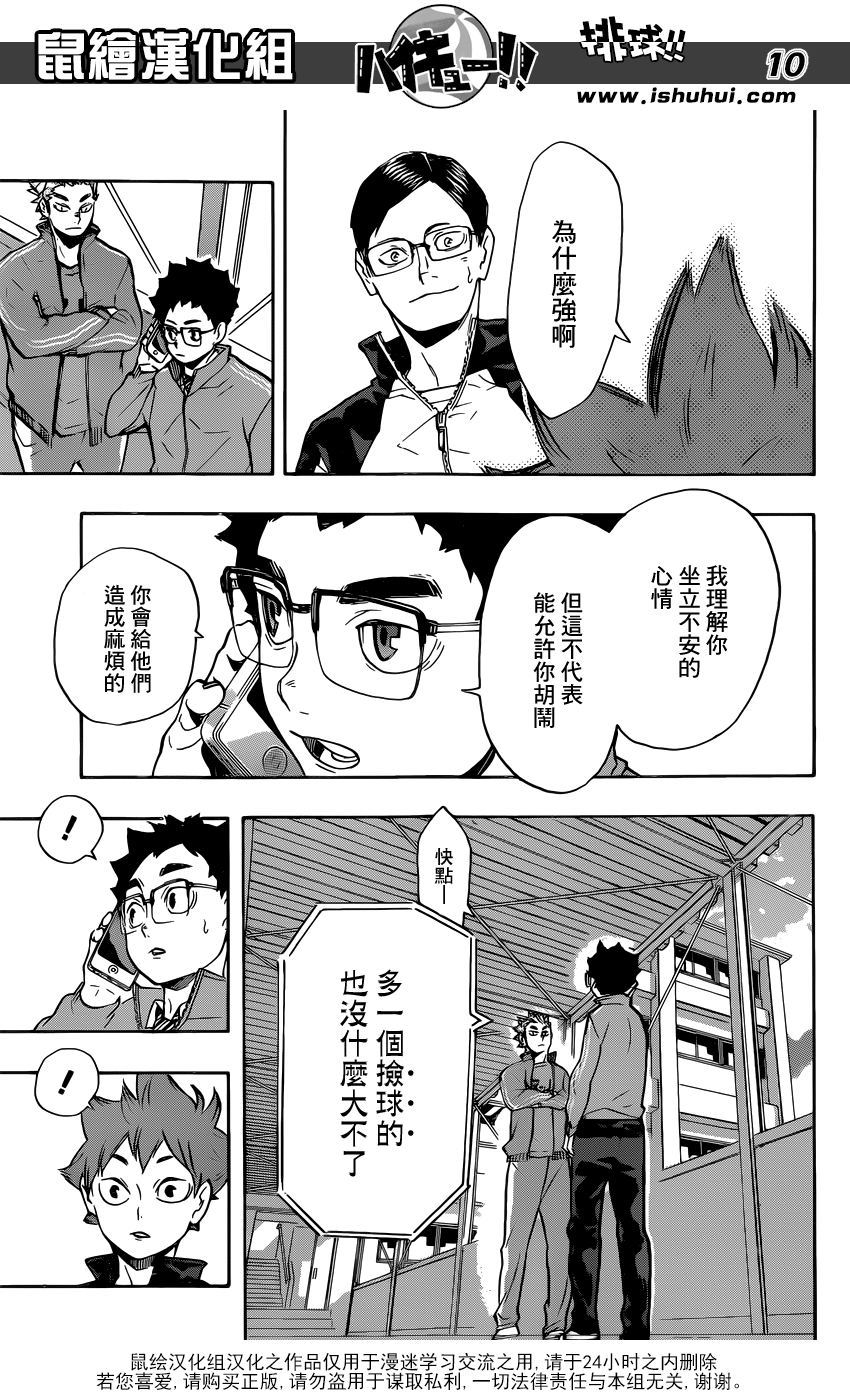 鼠繪漢化組
ハイキュー!!
排球!!
10
www.ishuhui.com
為什麼強啊
我理解你
坐立不安的
心情
但這不代表
能允許你胡鬧
你會給他們
造成麻煩的
快點—
多一個撿球的
也沒什麼大不了
!
!
鼠绘汉化组汉化之作品仅用于漫迷学习交流之用, 请于24小时之内删除
若您喜爱, 请购买正版, 请勿盗用于谋取私利, 一切法律责任与本组无关, 谢谢。